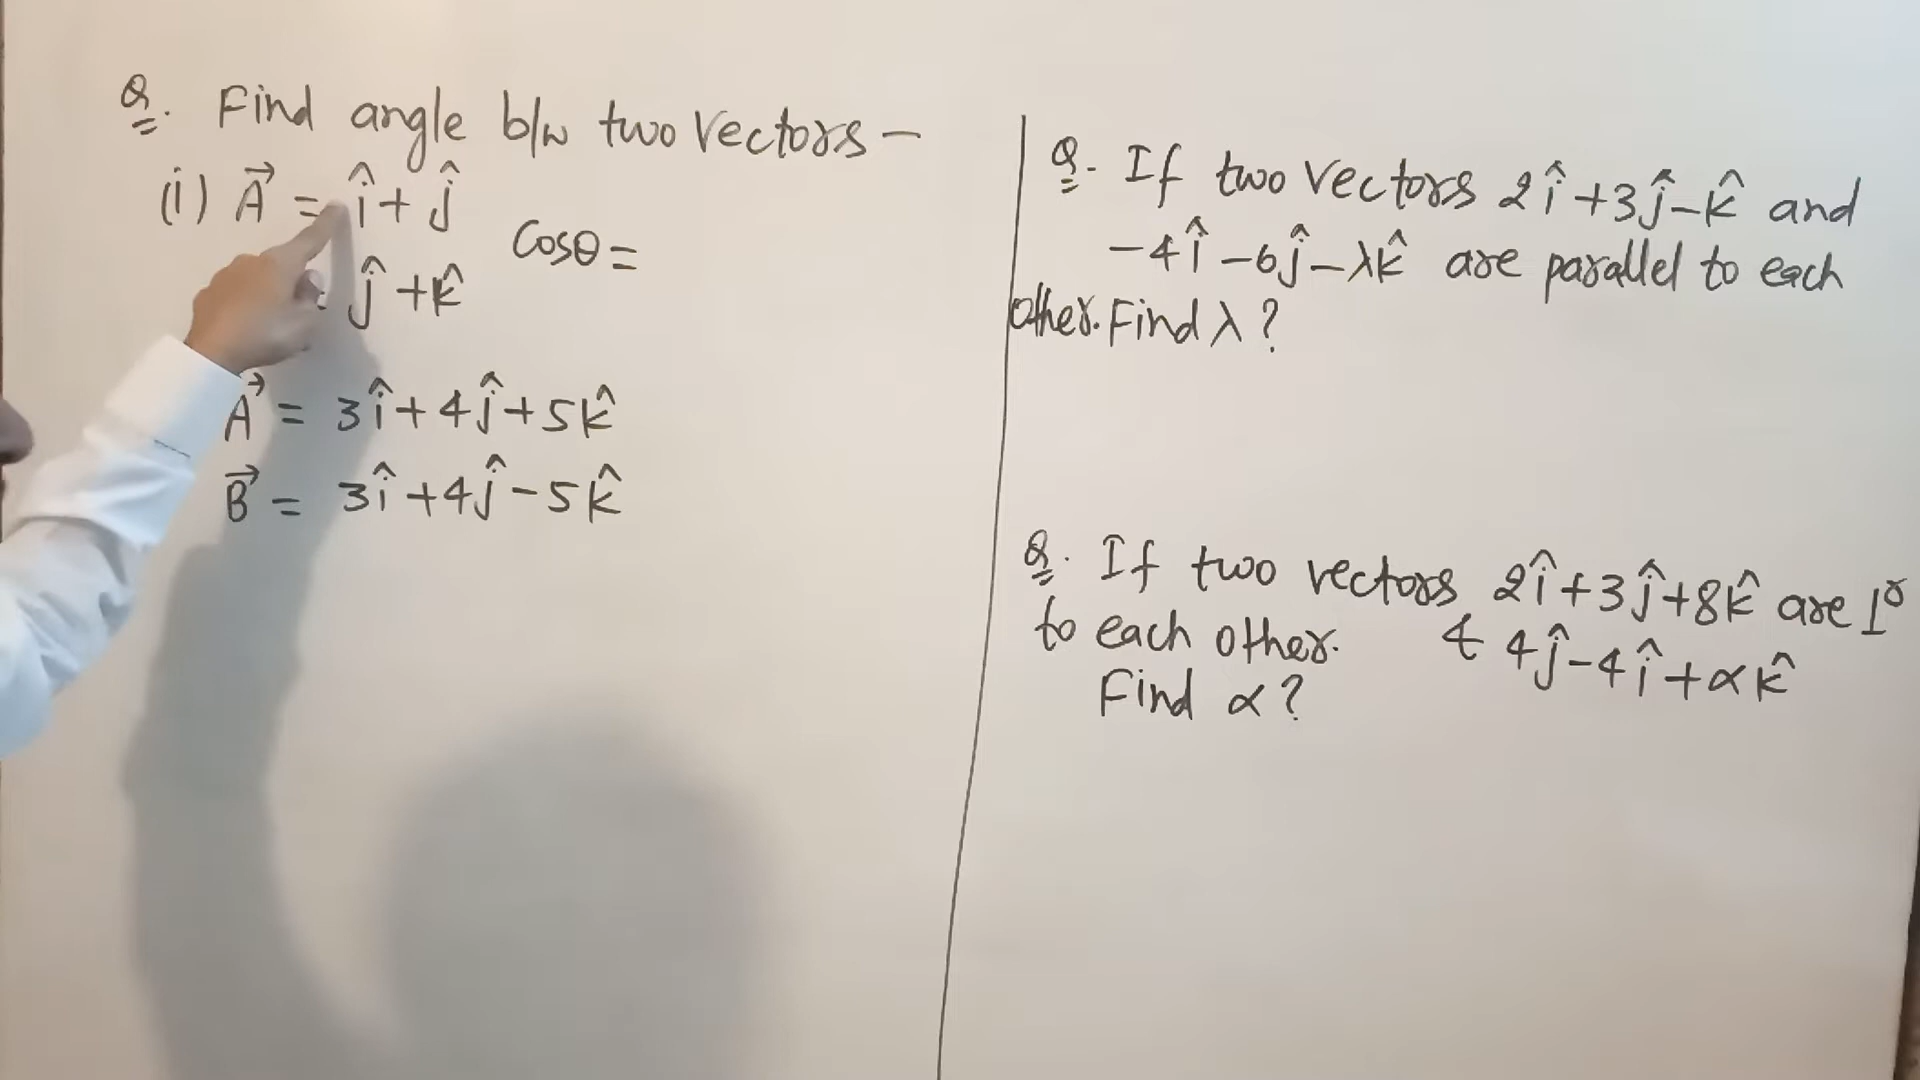 Q. Find angle b/w two vectors –
(i) A⃗ = î + ĵ
ĵ + k̂
Cosθ =
A⃗ = 3î + 4ĵ + 5k̂
B⃗ = 3î + 4ĵ – 5k̂
Q. If two vectors 2î + 3ĵ – k̂ and
–4î – 6ĵ – λk̂ are parallel to each
other. Find λ ?
Q. If two vectors 2î + 3ĵ + 8k̂ are ⊥r
to each other. & 4ĵ – 4î + αk̂
Find α ?